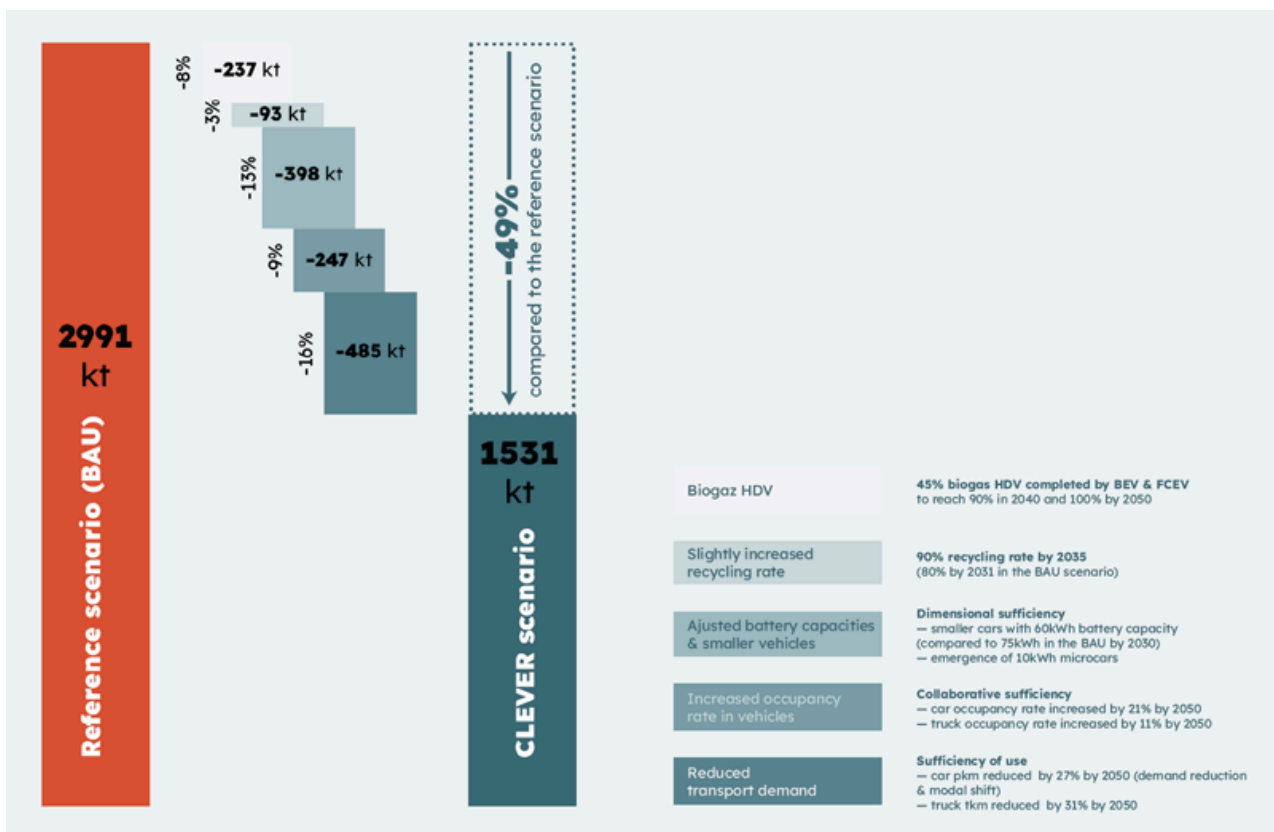 2991
kt
Reference scenario (BAU)
-8%
-237 kt
-3%
-93 kt
-13%
-398 kt
-9%
-247 kt
-16%
-485 kt
-49%
compared to the reference scenario
1531
kt
CLEVER scenario
Biogaz HDV
45% biogas HDV completed by BEV & FCEV
to reach 90% in 2040 and 100% by 2050
Slightly increased
recycling rate
90% recycling rate by 2035
(80% by 2031 in the BAU scenario)
Ajusted battery capacities
& smaller vehicles
Dimensional sufficiency
— smaller cars with 60kWh battery capacity
(compared to 75kWh in the BAU by 2030)
— emergence of 10kWh microcars
Increased occupancy
rate in vehicles
Collaborative sufficiency
— car occupancy rate increased by 21% by 2050
— truck occupancy rate increased by 11% by 2050
Reduced
transport demand
Sufficiency of use
— car pkm reduced by 27% by 2050 (demand reduction
& modal shift)
— truck tkm reduced by 31% by 2050